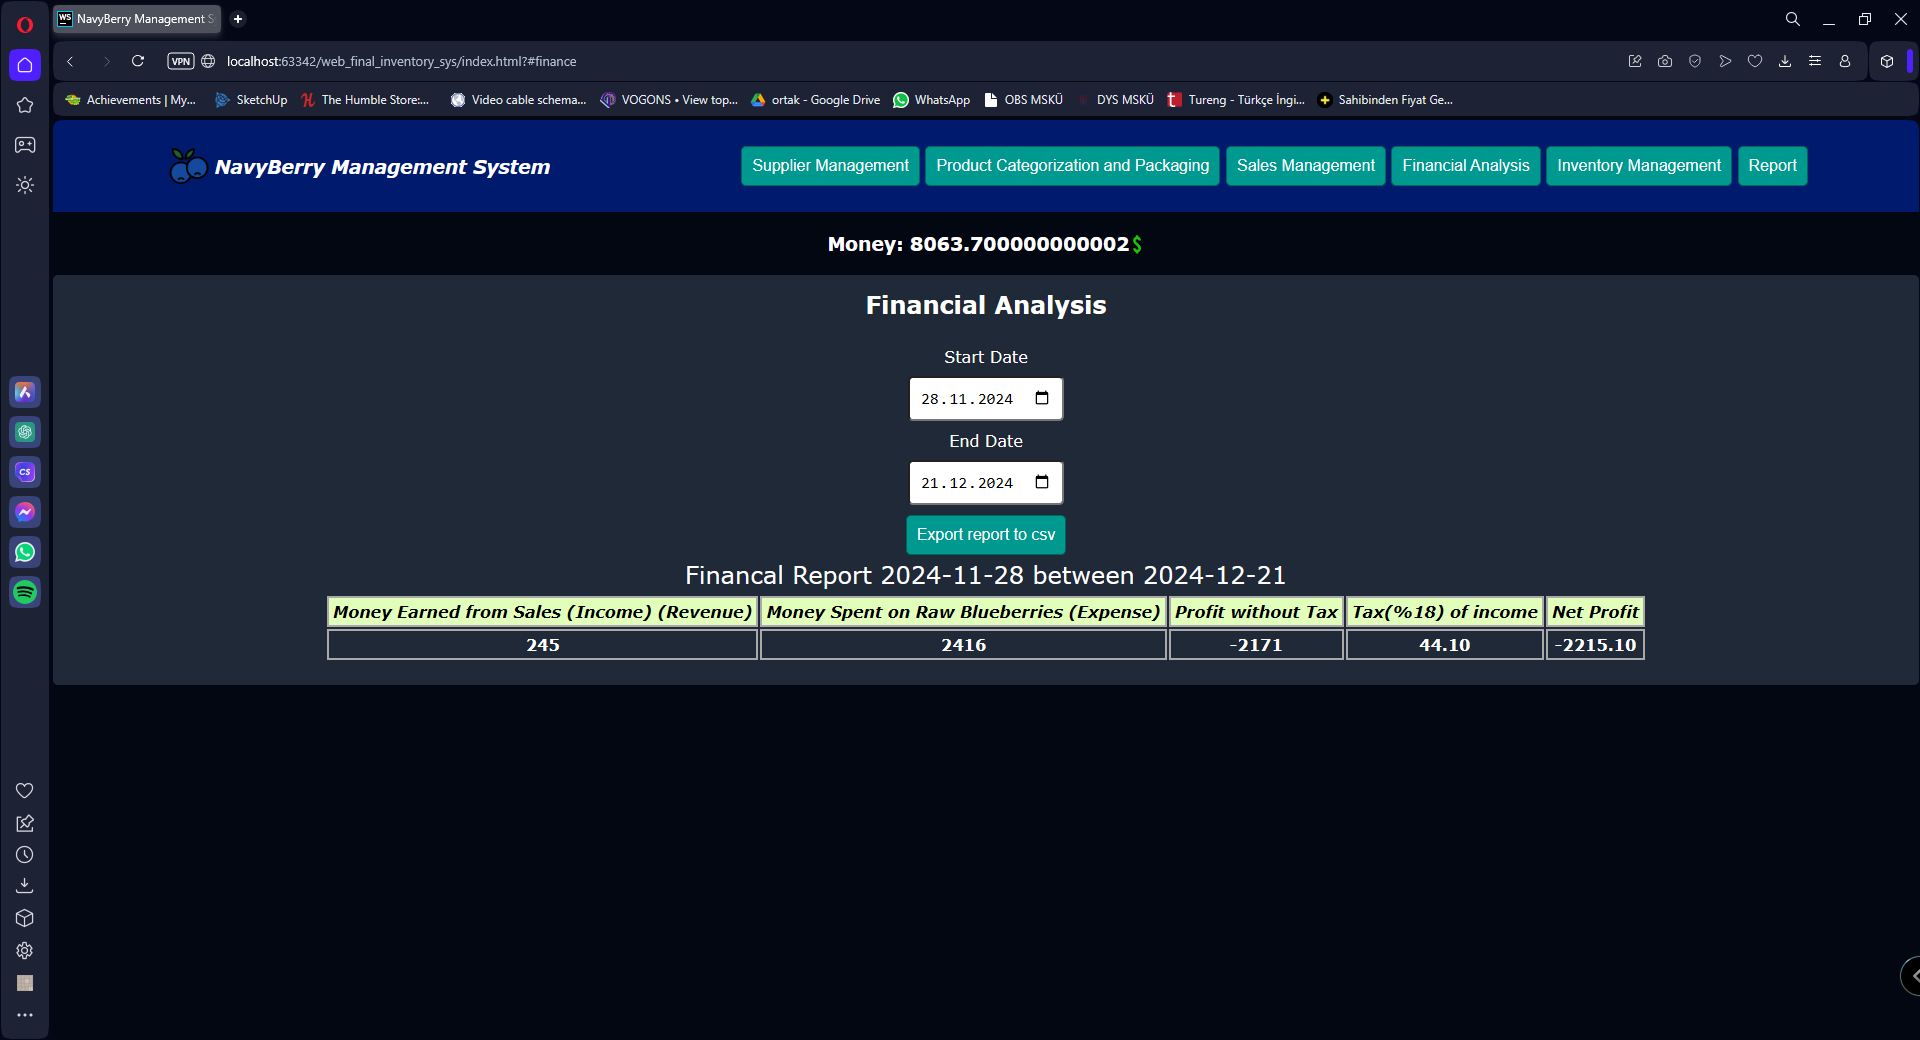 NavyBerry Management S
VPN
localhost:63342/web_final_inventory_sys/index.html?#finance
Achievements | My... SketchUp The Humble Store:... Video cable schema... VOGONS • View top... ortak - Google Drive WhatsApp OBS MSKÜ DYS MSKÜ Tureng - Türkçe İngi... Sahibinden Fiyat Ge...
NavyBerry Management System
Supplier Management Product Categorization and Packaging Sales Management Financial Analysis Inventory Management Report
Money: 8063.700000000002$
Financial Analysis
Start Date
28.11.2024
End Date
21.12.2024
Export report to csv
Financal Report 2024-11-28 between 2024-12-21
Money Earned from Sales (Income) (Revenue) Money Spent on Raw Blueberries (Expense) Profit without Tax Tax(%18) of income Net Profit
245 2416 -2171 44.10 -2215.10
WS
CS